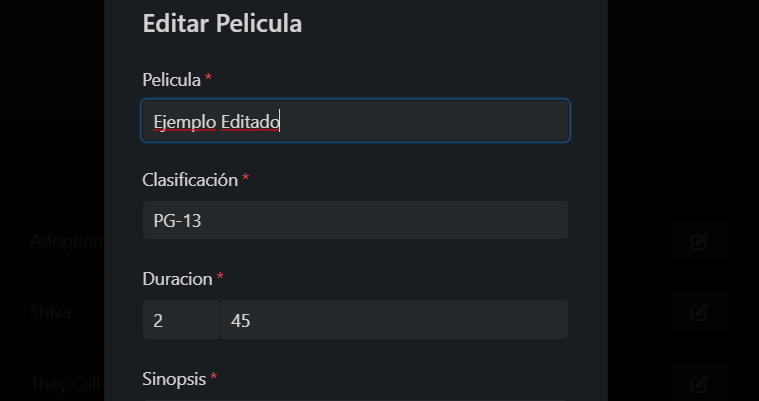 Editar Pelicula
Pelicula *
Ejemplo Editado
Clasificación *
PG-13
Adoption
Duracion *
Shiva
2 45
Sinopsis *
They Call